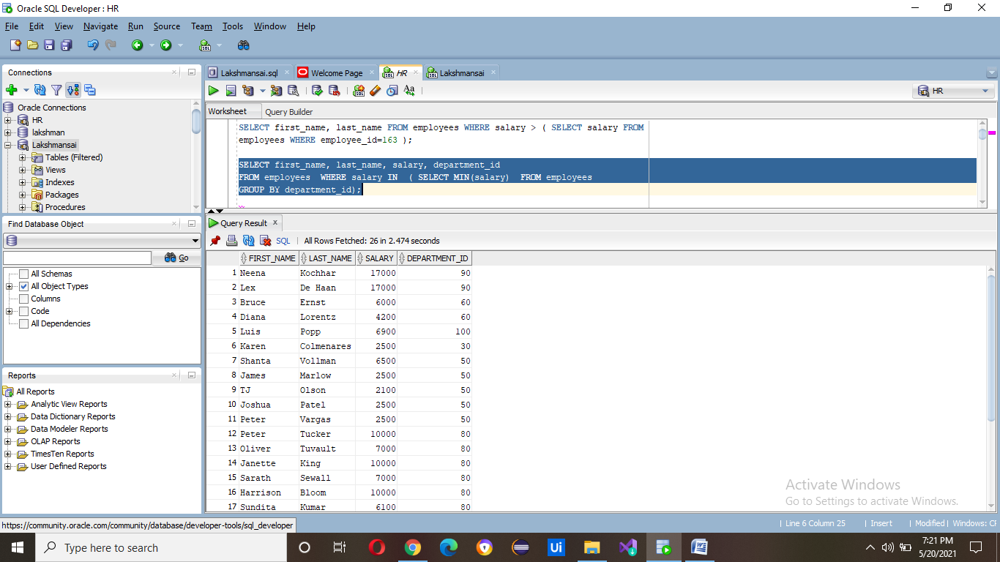 Oracle SQL Developer : HR
File Edit View Navigate Run Source Team Tools Window Help
Connections
Oracle Connections
HR
lakshman
Lakshmansai
Tables (Filtered)
Views
Indexes
Packages
Procedures
Find Database Object
Go
All Schemas
All Object Types
Columns
Code
All Dependencies
Reports
All Reports
Analytic View Reports
Data Dictionary Reports
Data Modeler Reports
OLAP Reports
TimesTen Reports
User Defined Reports
Lakshmansai.sql Welcome Page HR Lakshmansai
Aa HR
Worksheet Query Builder
SELECT first_name, last_name FROM employees WHERE salary > ( SELECT salary FROM
employees WHERE employee_id=163 );
SELECT first_name, last_name, salary, department_id
FROM employees  WHERE salary IN  ( SELECT MIN(salary)  FROM employees
GROUP BY department_id);
Query Result
SQL | All Rows Fetched: 26 in 2.474 seconds
FIRST_NAME LAST_NAME SALARY DEPARTMENT_ID
1 Neena Kochhar 17000 90
2 Lex De Haan 17000 90
3 Bruce Ernst 6000 60
4 Diana Lorentz 4200 60
5 Luis Popp 6900 100
6 Karen Colmenares 2500 30
7 Shanta Vollman 6500 50
8 James Marlow 2500 50
9 TJ Olson 2100 50
10 Joshua Patel 2500 50
11 Peter Vargas 2500 50
12 Peter Tucker 10000 80
13 Oliver Tuvault 7000 80
14 Janette King 10000 80
15 Sarath Sewall 7000 80
16 Harrison Bloom 10000 80
17 Sundita Kumar 6100 80
Activate Windows
Go to Settings to activate Windows.
https://community.oracle.com/community/database/developer-tools/sql_developer
| Line 6 Column 25 | Insert | Modified | Windows: CF
Type here to search
Ui
7:21 PM
5/20/2021